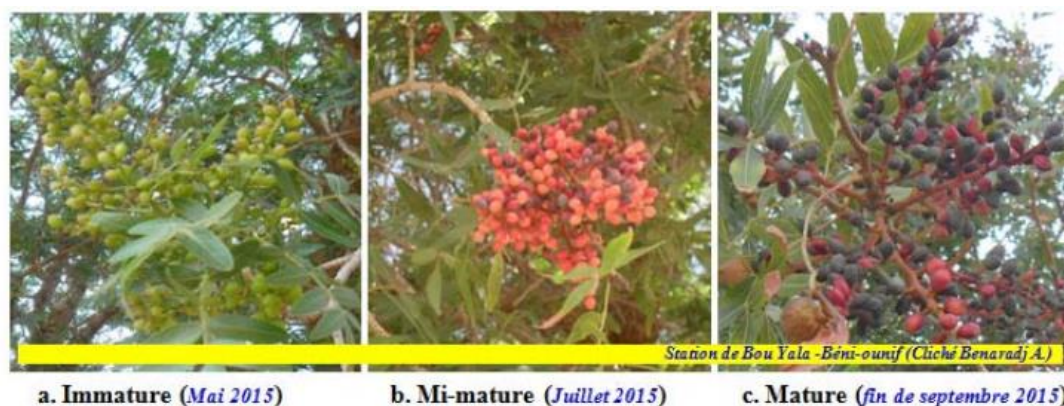 Station de Bou Yala -Béni-ounif (Cliché Benaradj A.)
a. Immature (Mai 2015) b. Mi-mature (Juillet 2015) c. Mature (fin de septembre 2015)